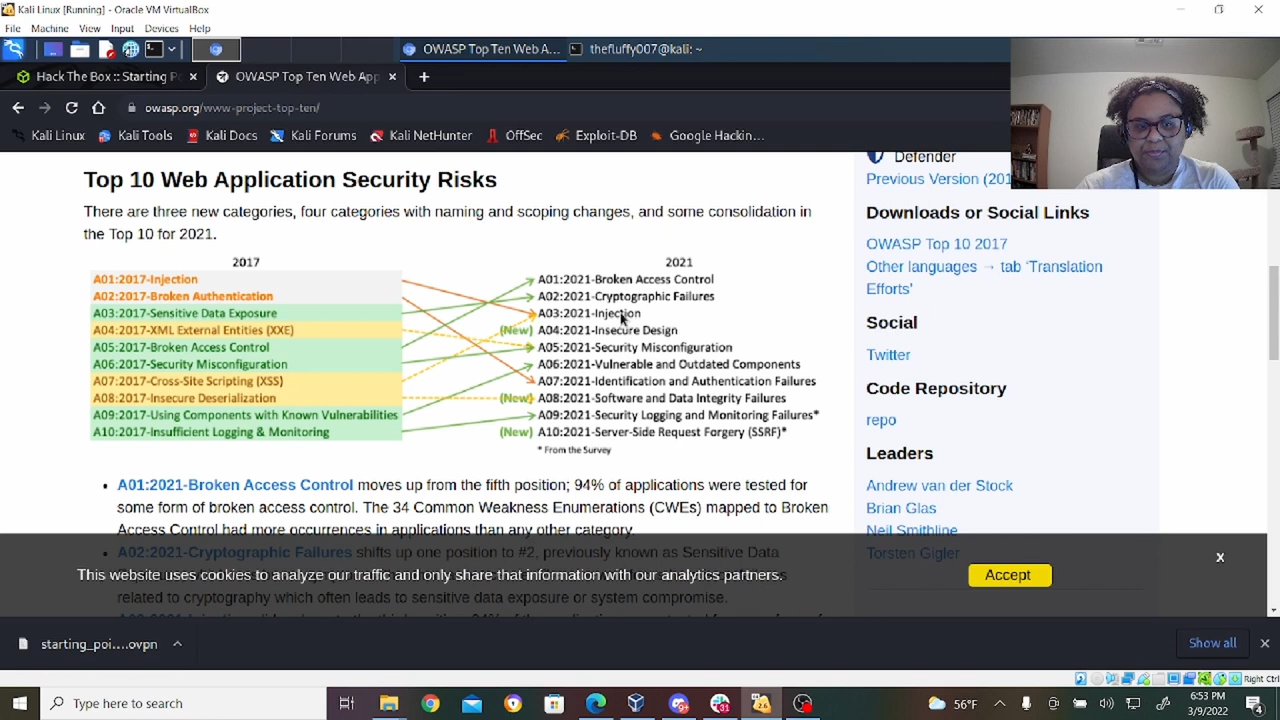 Kali Linux [Running] - Oracle VM VirtualBox
File Machine View Input Devices Help
OWASP Top Ten Web A... thefluffy007@kali: ~
Hack The Box :: Starting P OWASP Top Ten Web App
owasp.org/www-project-top-ten/
Kali Linux Kali Tools Kali Docs Kali Forums Kali NetHunter OffSec Exploit-DB Google Hackin...
Defender
Previous Version (201
Top 10 Web Application Security Risks
There are three new categories, four categories with naming and scoping changes, and some consolidation in
the Top 10 for 2021.
2017 2021
A01:2017-Injection A01:2021-Broken Access Control
A02:2017-Broken Authentication A02:2021-Cryptographic Failures
A03:2017-Sensitive Data Exposure A03:2021-Injection
A04:2017-XML External Entities (XXE) (New) A04:2021-Insecure Design
A05:2017-Broken Access Control A05:2021-Security Misconfiguration
A06:2017-Security Misconfiguration A06:2021-Vulnerable and Outdated Components
A07:2017-Cross-Site Scripting (XSS) A07:2021-Identification and Authentication Failures
A08:2017-Insecure Deserialization (New) A08:2021-Software and Data Integrity Failures
A09:2017-Using Components with Known Vulnerabilities A09:2021-Security Logging and Monitoring Failures*
A10:2017-Insufficient Logging & Monitoring (New) A10:2021-Server-Side Request Forgery (SSRF)*
* From the Survey
A01:2021-Broken Access Control moves up from the fifth position; 94% of applications were tested for
some form of broken access control. The 34 Common Weakness Enumerations (CWEs) mapped to Broken
Access Control had more occurrences in applications than any other category.
A02:2021-Cryptographic Failures shifts up one position to #2, previously known as Sensitive Data
related to cryptography which often leads to sensitive data exposure or system compromise.
Downloads or Social Links
OWASP Top 10 2017
Other languages → tab 'Translation
Efforts'
Social
Twitter
Code Repository
repo
Leaders
Andrew van der Stock
Brian Glas
Neil Smithline
Torsten Gigler
This website uses cookies to analyze our traffic and only share that information with our analytics partners.
Accept
x
starting_poi....ovpn
Show all
Right Ctrl
Type here to search
56°F
6:53 PM
3/9/2022